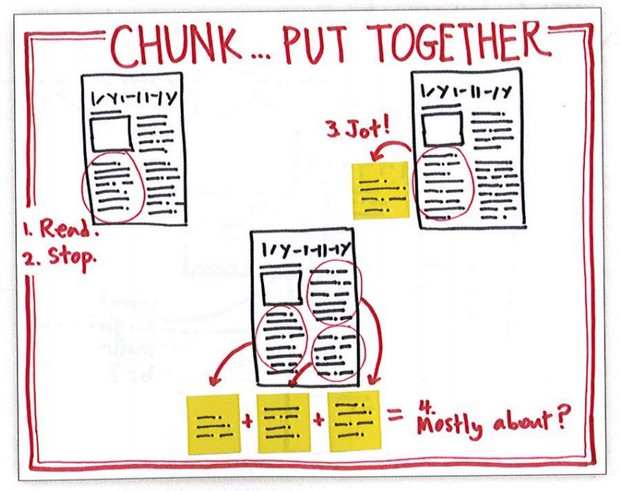 CHUNK... PUT TOGETHER
1. Read.
2. Stop.
3. Jot!
+ + = 4. Mostly about?